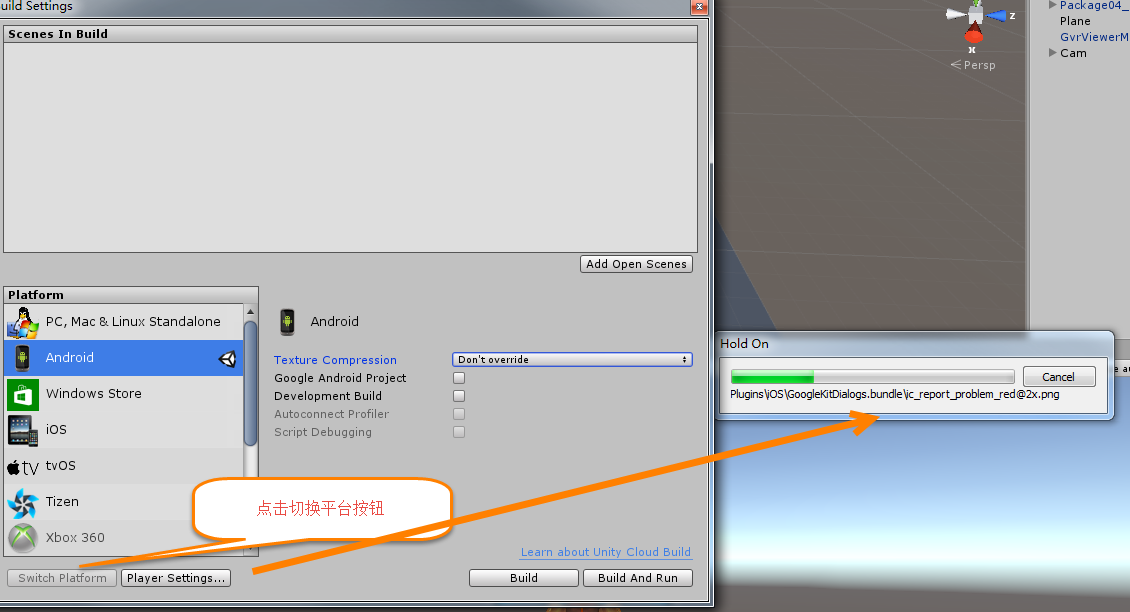 uild Settings
Scenes In Build
Add Open Scenes
Platform
PC, Mac & Linux Standalone
Android
Windows Store
iOS
tv
tvOS
Tizen
Xbox 360
Android
Texture Compression
Don't override
Google Android Project
Development Build
Autoconnect Profiler
Script Debugging
点击切换平台按钮
Learn about Unity Cloud Build
Switch Platform
Player Settings...
Build
Build And Run
z
x
Persp
Package04_
Plane
GvrViewerM
Cam
Hold On
Cancel
Plugins\iOS\GoogleKitDialogs.bundle\ic_report_problem_red@2x.png